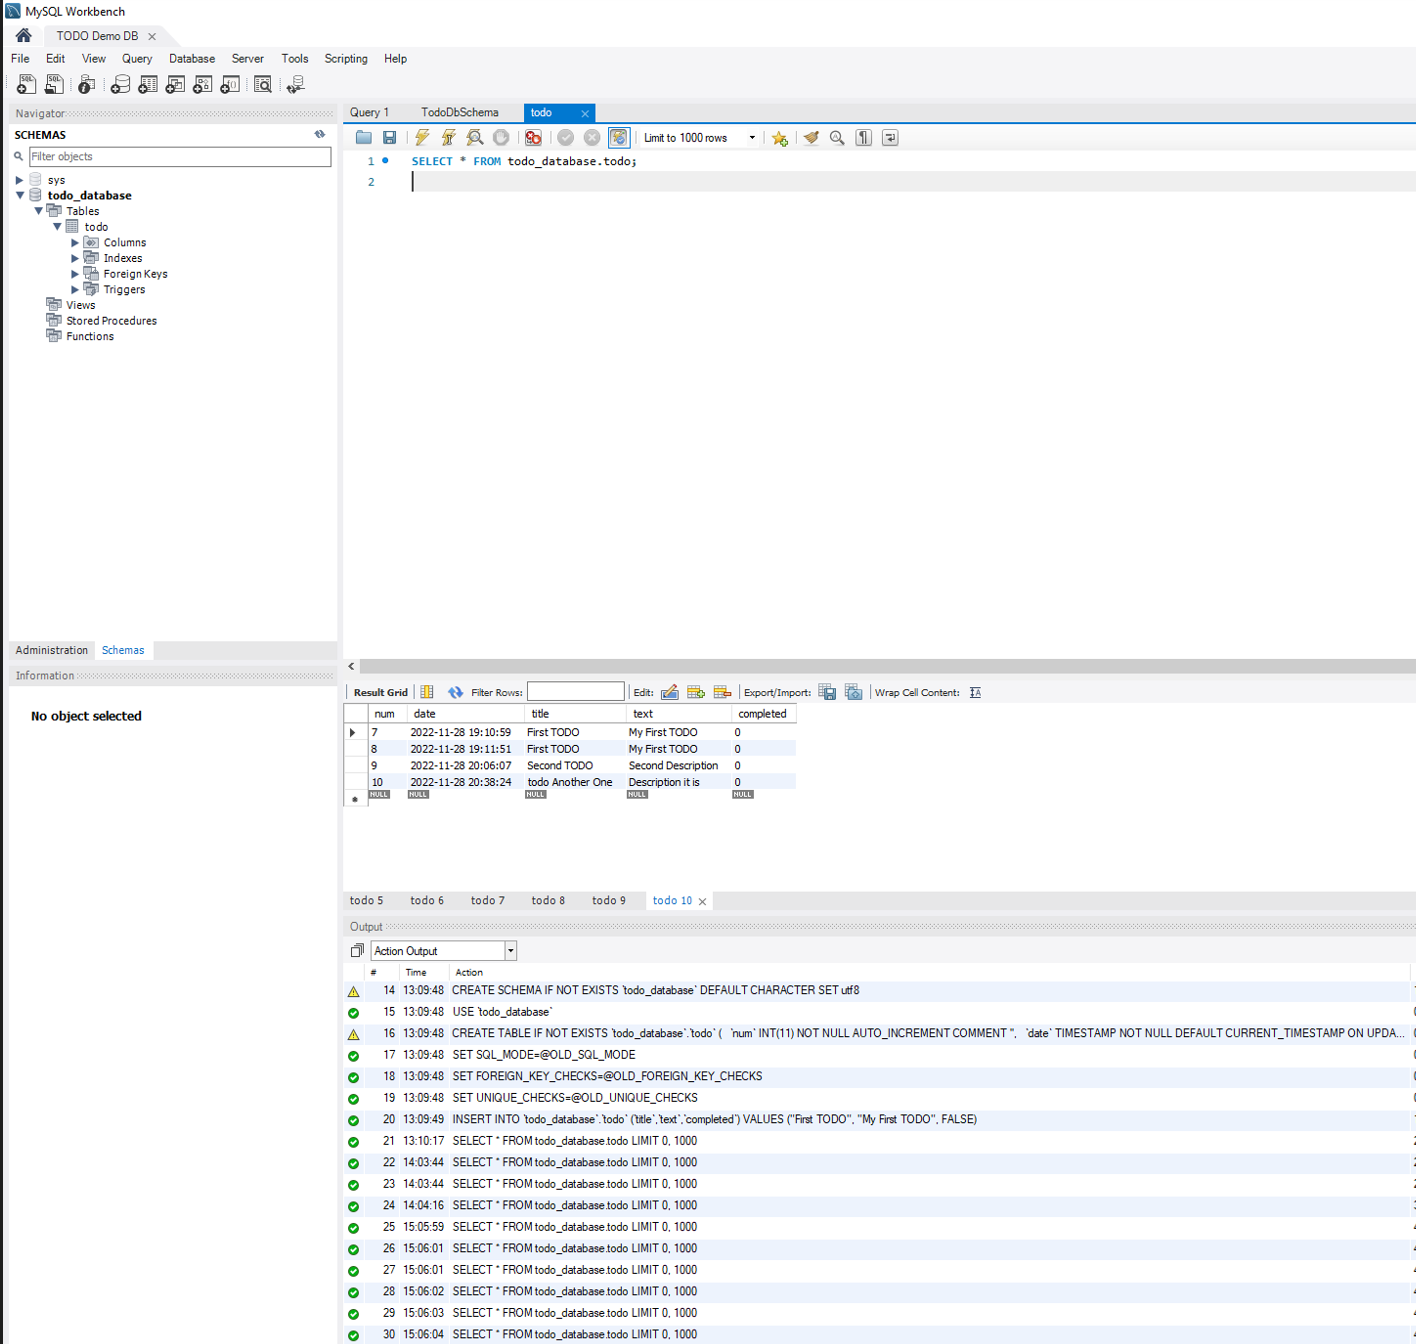 MySQL Workbench
TODO Demo DB
File Edit View Query Database Server Tools Scripting Help
Navigator
SCHEMAS
Filter objects
sys
todo_database
Tables
todo
Columns
Indexes
Foreign Keys
Triggers
Views
Stored Procedures
Functions
Administration Schemas
Information
No object selected
Query 1 TodoDbSchema todo
Limit to 1000 rows
1 SELECT * FROM todo_database.todo;
2
Result Grid Filter Rows: Edit: Export/Import: Wrap Cell Content:
num date title text completed
7 2022-11-28 19:10:59 First TODO My First TODO 0
8 2022-11-28 19:11:51 First TODO My First TODO 0
9 2022-11-28 20:06:07 Second TODO Second Description 0
10 2022-11-28 20:38:24 todo Another One Description it is 0
NULL NULL NULL NULL NULL
todo 5 todo 6 todo 7 todo 8 todo 9 todo 10
Output
Action Output
# Time Action
14 13:09:48 CREATE SCHEMA IF NOT EXISTS `todo_database` DEFAULT CHARACTER SET utf8
15 13:09:48 USE `todo_database`
16 13:09:48 CREATE TABLE IF NOT EXISTS `todo_database`.`todo` ( `num` INT(11) NOT NULL AUTO_INCREMENT COMMENT '', `date` TIMESTAMP NOT NULL DEFAULT CURRENT_TIMESTAMP ON UPDA...
17 13:09:48 SET SQL_MODE=@OLD_SQL_MODE
18 13:09:48 SET FOREIGN_KEY_CHECKS=@OLD_FOREIGN_KEY_CHECKS
19 13:09:48 SET UNIQUE_CHECKS=@OLD_UNIQUE_CHECKS
20 13:09:49 INSERT INTO `todo_database`.`todo` (`title`,`text`,`completed`) VALUES ("First TODO", "My First TODO", FALSE)
21 13:10:17 SELECT * FROM todo_database.todo LIMIT 0, 1000
22 14:03:44 SELECT * FROM todo_database.todo LIMIT 0, 1000
23 14:03:44 SELECT * FROM todo_database.todo LIMIT 0, 1000
24 14:04:16 SELECT * FROM todo_database.todo LIMIT 0, 1000
25 15:05:59 SELECT * FROM todo_database.todo LIMIT 0, 1000
26 15:06:01 SELECT * FROM todo_database.todo LIMIT 0, 1000
27 15:06:01 SELECT * FROM todo_database.todo LIMIT 0, 1000
28 15:06:02 SELECT * FROM todo_database.todo LIMIT 0, 1000
29 15:06:03 SELECT * FROM todo_database.todo LIMIT 0, 1000
30 15:06:04 SELECT * FROM todo_database.todo LIMIT 0, 1000